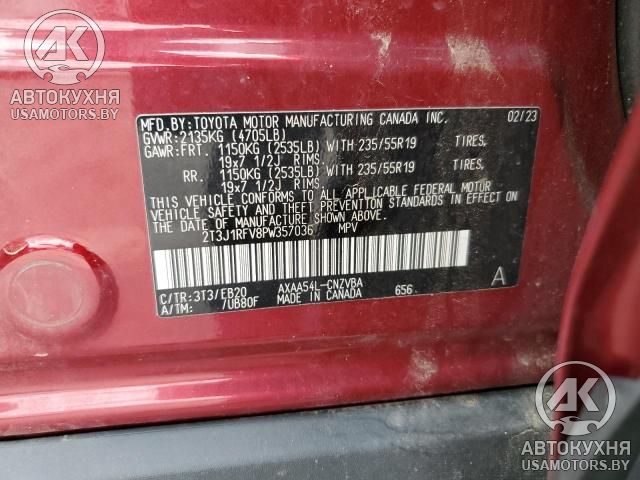 АК
АВТОКУХНЯ
USAMOTORS.BY
MFD.BY: TOYOTA MOTOR MANUFACTURING CANADA INC. 02/23
GVWR: 2135KG (4705LB)
GAWR: FRT. 1150KG (2535LB) WITH 235/55R19 TIRES,
19x7 1/2J RIMS.
RR. 1150KG (2535LB) WITH 235/55R19 TIRES,
19x7 1/2J RIMS.
THIS VEHICLE CONFORMS TO ALL APPLICABLE FEDERAL MOTOR
VEHICLE SAFETY AND THEFT PREVENTION STANDARDS IN EFFECT ON
THE DATE OF MANUFACTURE SHOWN ABOVE.
2T3J1RFV8PW357036 MPV
C/TR: 3T3/EB20 AXAA54L-CNZVBA A
A/TM: /UB80F MADE IN CANADA 656
АК
АВТОКУХНЯ
USAMOTORS.BY